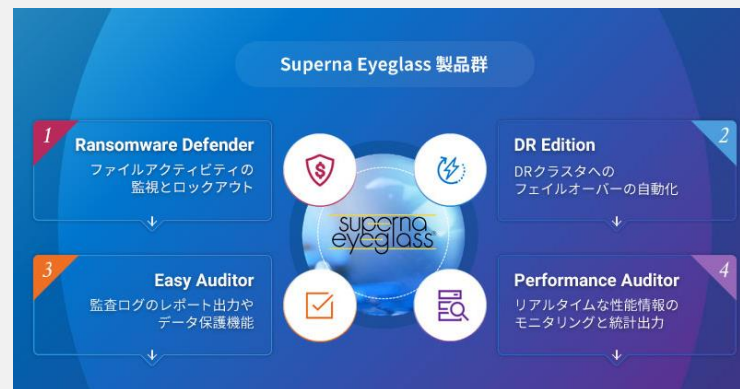 Superna Eyeglass 製品群
1
Ransomware Defender
ファイルアクティビティの
監視とロックアウト
2
DR Edition
DRクラスタへの
フェイルオーバーの自動化
superna
eyeglass
3
Easy Auditor
監査ログのレポート出力や
データ保護機能
4
Performance Auditor
リアルタイムな性能情報の
モニタリングと統計出力